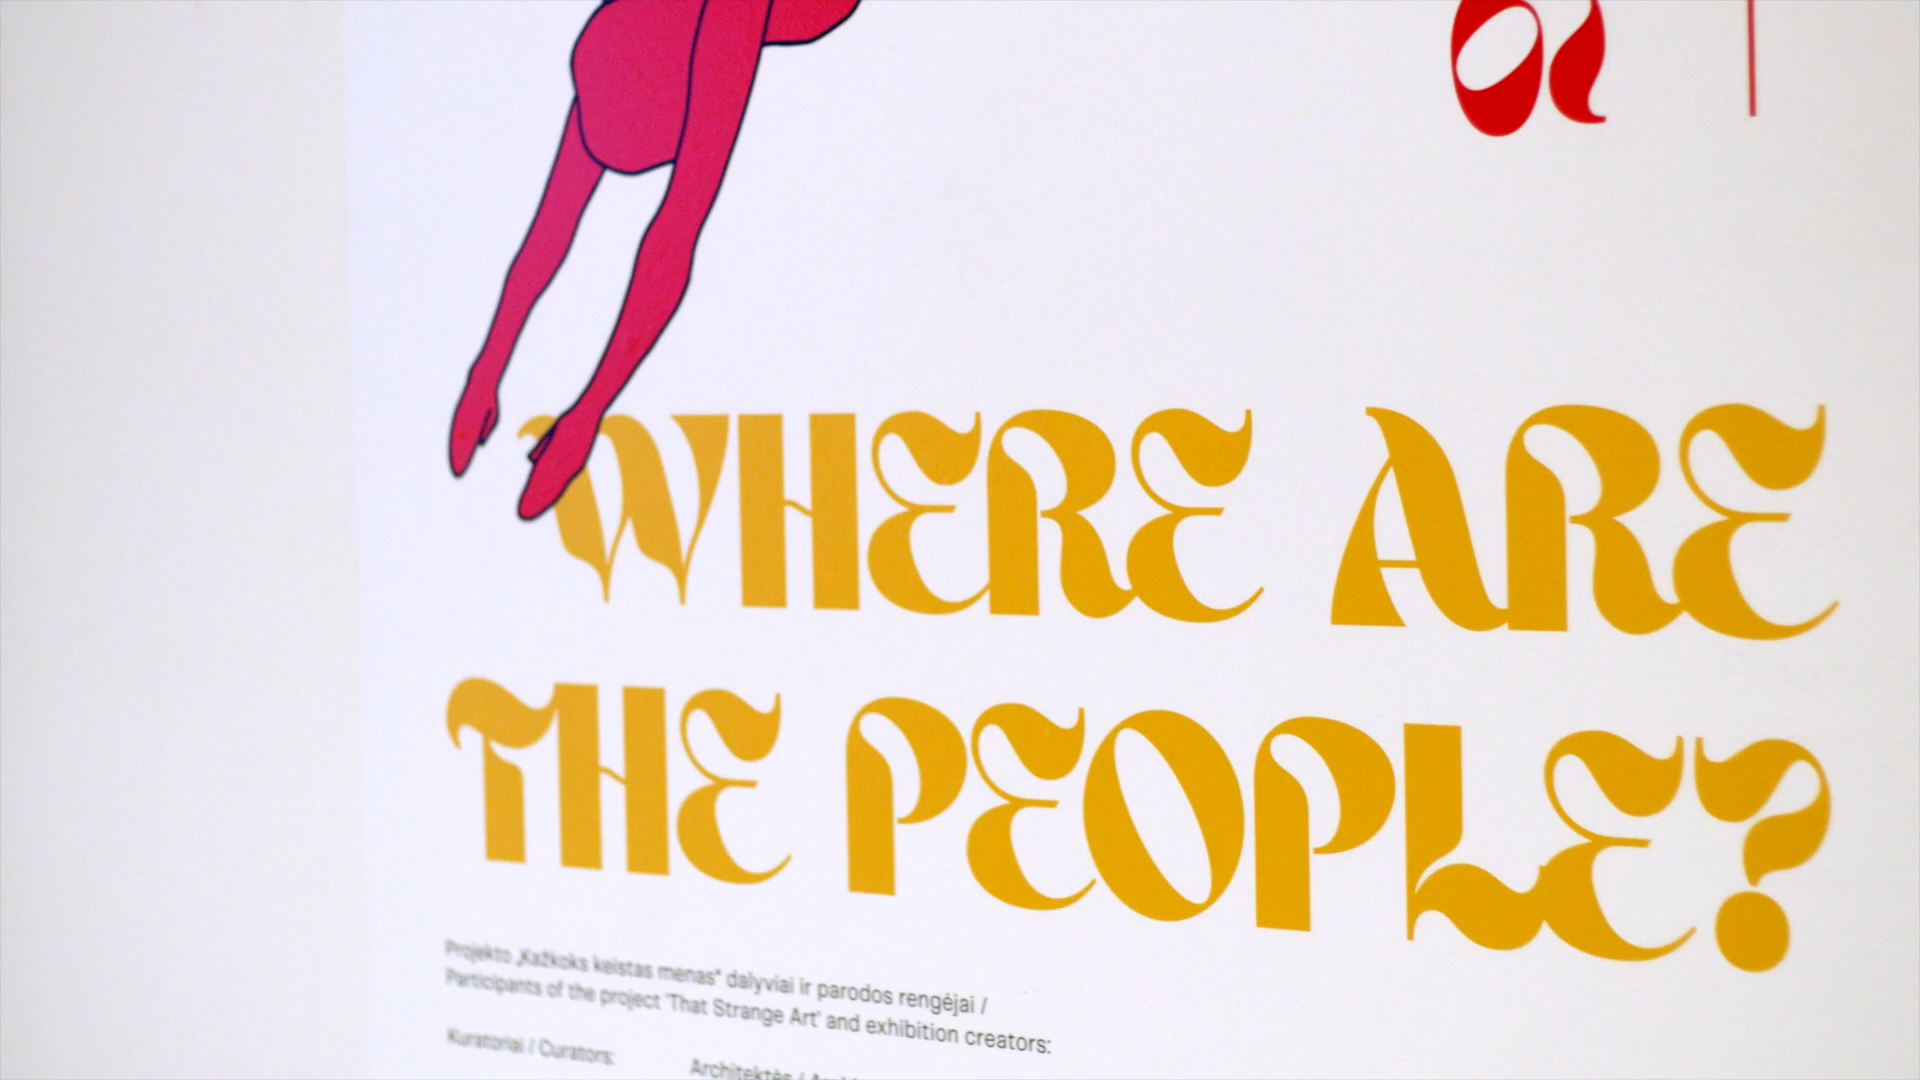 WHERE ARE
THE PEOPLE?
Projekto „Kažkoks keistas menas“ dalyviai ir parodos rengėjai /
Participants of the project 'That Strange Art' and exhibition creators:
Kuratoriai / Curators:
Architektės /